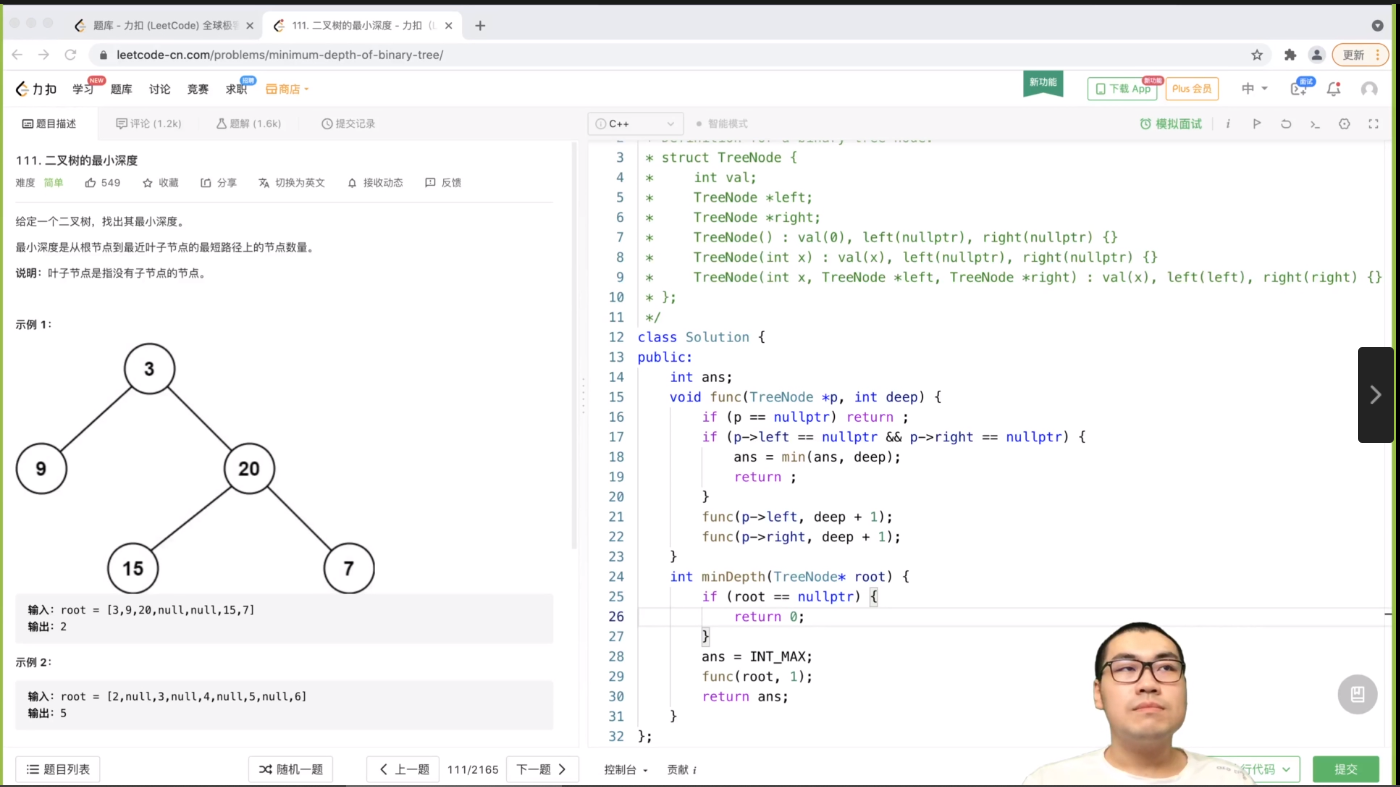 题库 - 力扣 (LeetCode) 全球极
111. 二叉树的最小深度 - 力扣
leetcode-cn.com/problems/minimum-depth-of-binary-tree/
更新
力扣
学习
NEW
题库
讨论
竞赛
求职
招聘
商店
新功能
下载 App
新功能
Plus 会员
中
面试
题目描述
评论 (1.2k)
题解 (1.6k)
提交记录
C++
智能模式
模拟面试
i
111. 二叉树的最小深度
难度 简单 549 收藏 分享 切换为英文 接收动态 反馈
给定一个二叉树，找出其最小深度。
最小深度是从根节点到最近叶子节点的最短路径上的节点数量。
说明：叶子节点是指没有子节点的节点。
示例 1：
3
9
20
15
7
输入：root = [3,9,20,null,null,15,7]
输出：2
示例 2：
输入：root = [2,null,3,null,4,null,5,null,6]
输出：5
2 * Definition for a binary tree node.
3 * struct TreeNode {
4 * int val;
5 * TreeNode *left;
6 * TreeNode *right;
7 * TreeNode() : val(0), left(nullptr), right(nullptr) {}
8 * TreeNode(int x) : val(x), left(nullptr), right(nullptr) {}
9 * TreeNode(int x, TreeNode *left, TreeNode *right) : val(x), left(left), right(right) {}
10 * };
11 */
12 class Solution {
13 public:
14 int ans;
15 void func(TreeNode *p, int deep) {
16 if (p == nullptr) return ;
17 if (p->left == nullptr && p->right == nullptr) {
18 ans = min(ans, deep);
19 return ;
20 }
21 func(p->left, deep + 1);
22 func(p->right, deep + 1);
23 }
24 int minDepth(TreeNode* root) {
25 if (root == nullptr) {
26 return 0;
27 }
28 ans = INT_MAX;
29 func(root, 1);
30 return ans;
31 }
32 };
题目列表
随机一题
上一题
111/2165
下一题
控制台
贡献 i
行代码
提交